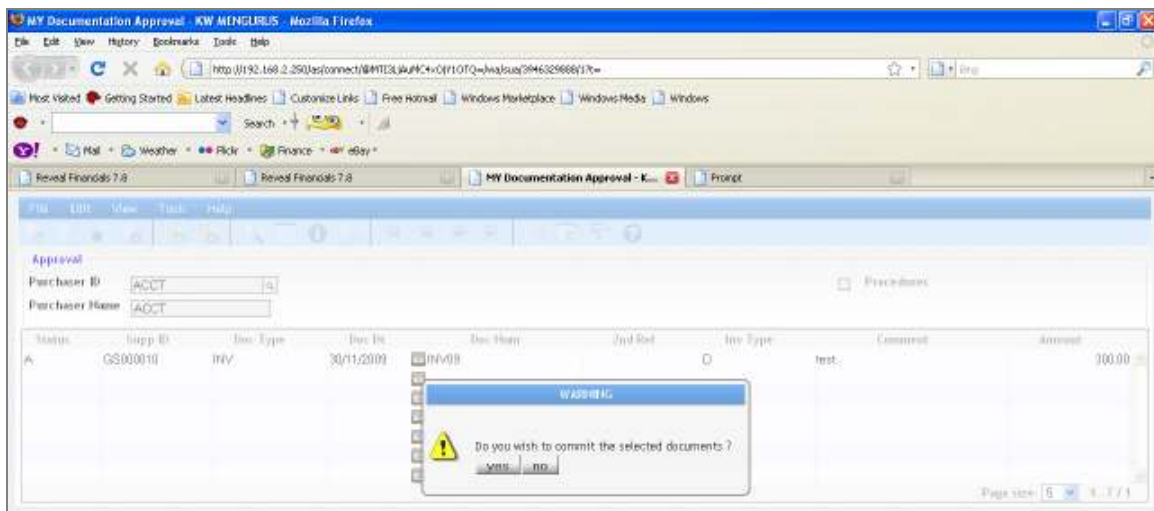 MY Documentation Approval - KW MENGURUS - Mozilla Firefox
File Edit View History Bookmarks Tools Help
Most Visited Getting Started Latest Headlines Customize Links Free Hotmail Windows Marketplace Windows Media Windows
Search
Y! Mail Weather Flickr Finance eBay
Reveal Financials 7.8 Reveal Financials 7.8 MY Documentation Approval - K... Prompt
File Edit View Tools Help
Approval
Purchaser ID ACCT Procedures
Purchaser Name ACCT
Status Supp ID Doc Type Doc Dt Doc Num 2nd Ref Inv Type Comment Amount
A GS000010 INV 30/11/2009 INV09 O test 300.00
WARNING
Do you wish to commit the selected documents ?
yes no
Page size: 1..7 / 1